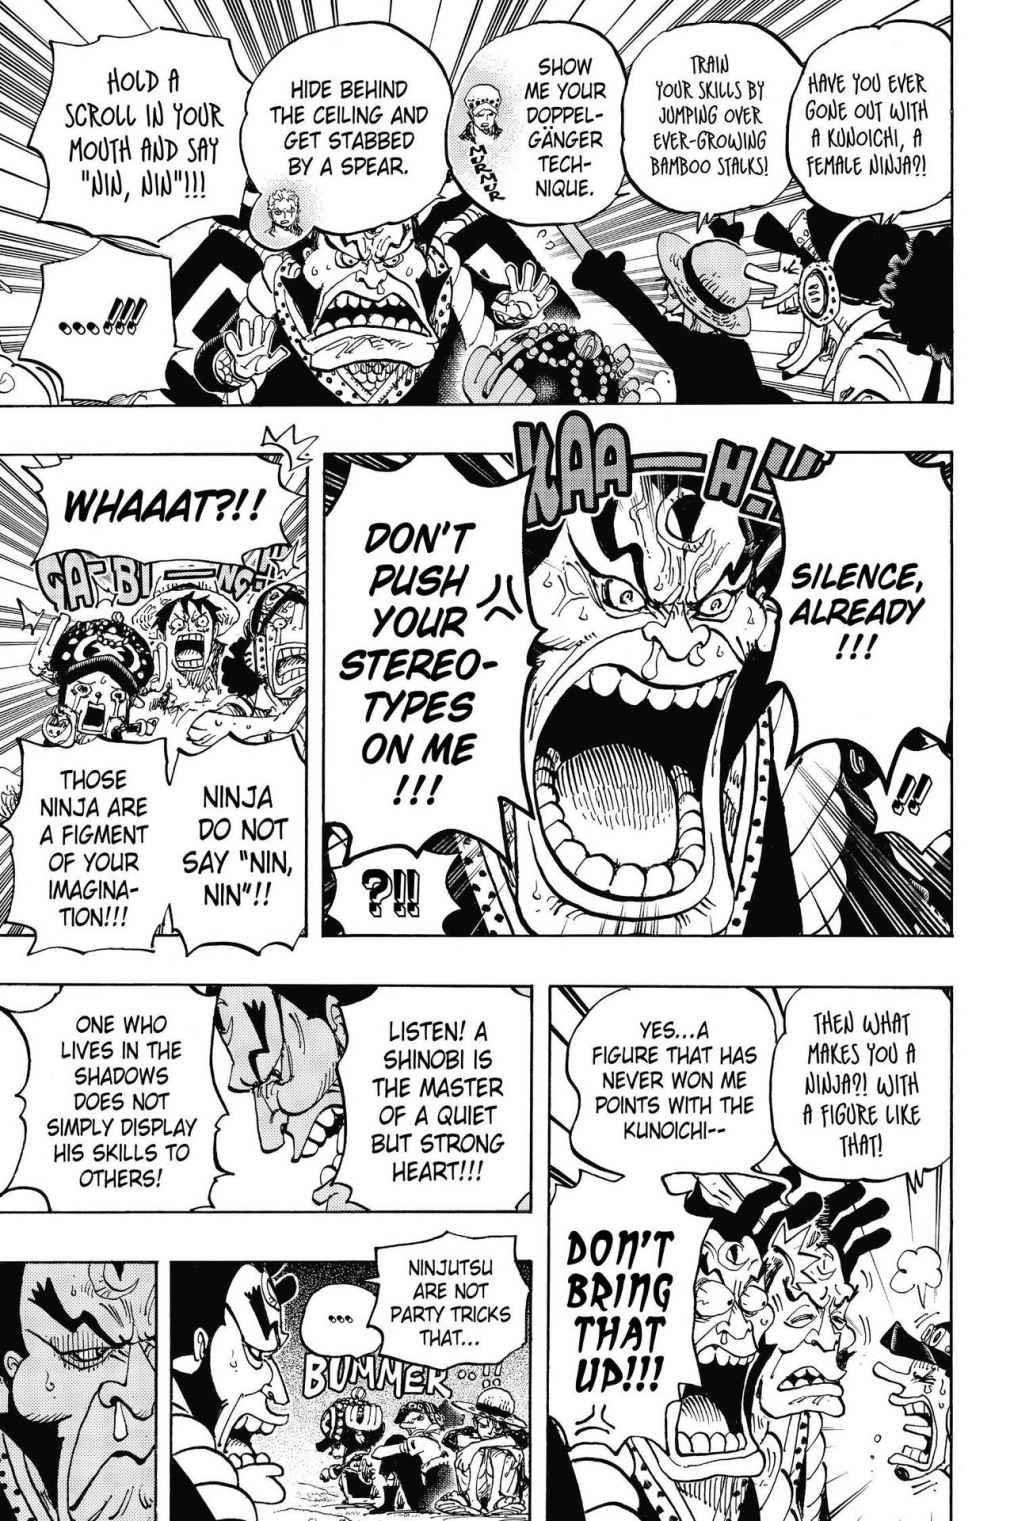 HAVE YOU EVER
GONE OUT WITH
A KUNOICHI, A
FEMALE NINJA?!
TRAIN
YOUR SKILLS BY
JUMPING OVER
EVER-GROWING
BAMBOO STALKS!
SHOW
ME YOUR
DOPPEL-
GÄNGER
TECH-
NIQUE.
MURMUR
HIDE BEHIND
THE CEILING AND
GET STABBED
BY A SPEAR.
HOLD A
SCROLL IN YOUR
MOUTH AND SAY
"NIN, NIN"!!!
...!!!
KAA—H!!
SILENCE,
ALREADY
!!!
!!
DON'T
PUSH
YOUR
STEREO-
TYPES
ON ME
!!!
?!!
WHAAAT?!!
GA-BI—NG!!
NINJA
DO NOT
SAY "NIN,
NIN"!!
THOSE
NINJA ARE
A FIGMENT
OF YOUR
IMAGINA-
TION!!!
THEN WHAT
MAKES YOU A
NINJA?! WITH
A FIGURE LIKE
THAT!
YES...A
FIGURE THAT HAS
NEVER WON ME
POINTS WITH THE
KUNOICHI--
DON'T
BRING
THAT
UP!!!
LISTEN! A
SHINOBI IS
THE MASTER
OF A QUIET
BUT STRONG
HEART!!!
ONE WHO
LIVES IN THE
SHADOWS
DOES NOT
SIMPLY DISPLAY
HIS SKILLS TO
OTHERS!
NINJUTSU
ARE NOT
PARTY TRICKS
THAT...
...
BUMMER..!!